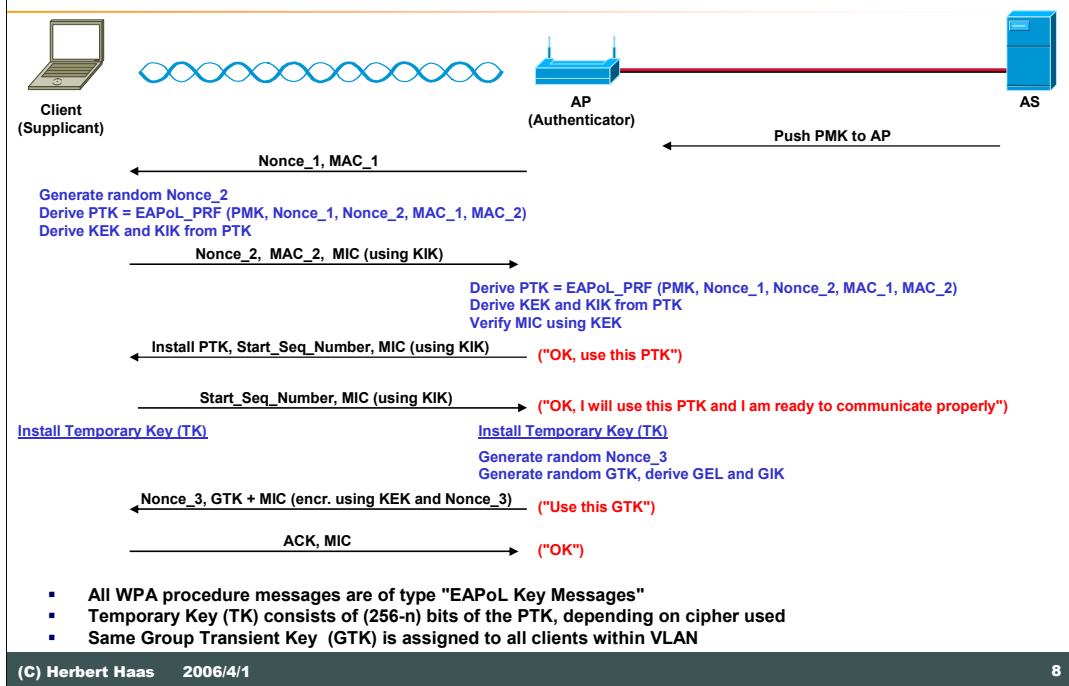 Client
(Supplicant)
AP
(Authenticator)
AS
Push PMK to AP
Nonce_1, MAC_1
Generate random Nonce_2
Derive PTK = EAPoL_PRF (PMK, Nonce_1, Nonce_2, MAC_1, MAC_2)
Derive KEK and KIK from PTK
Nonce_2, MAC_2, MIC (using KIK)
Derive PTK = EAPoL_PRF (PMK, Nonce_1, Nonce_2, MAC_1, MAC_2)
Derive KEK and KIK from PTK
Verify MIC using KEK
Install PTK, Start_Seq_Number, MIC (using KIK)
("OK, use this PTK")
Start_Seq_Number, MIC (using KIK)
("OK, I will use this PTK and I am ready to communicate properly")
Install Temporary Key (TK)
Install Temporary Key (TK)
Generate random Nonce_3
Generate random GTK, derive GEL and GIK
Nonce_3, GTK + MIC (encr. using KEK and Nonce_3)
("Use this GTK")
ACK, MIC
("OK")
▪ All WPA procedure messages are of type "EAPoL Key Messages"
▪ Temporary Key (TK) consists of (256-n) bits of the PTK, depending on cipher used
▪ Same Group Transient Key (GTK) is assigned to all clients within VLAN
(C) Herbert Haas 2006/4/1
8